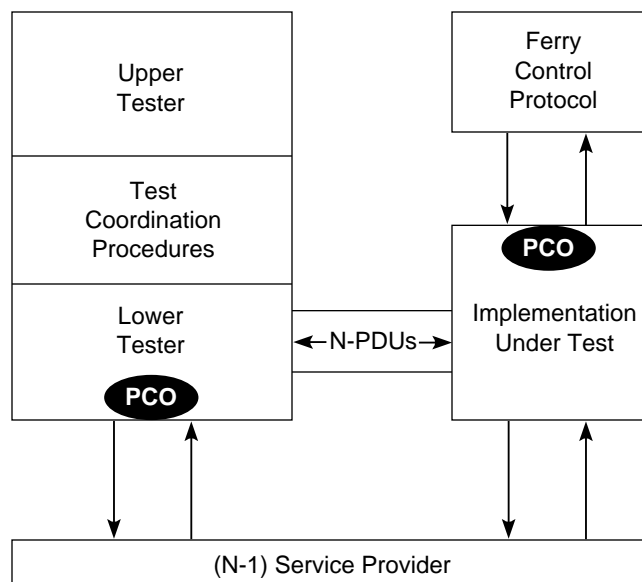 Upper
Tester
Test
Coordination
Procedures
Lower
Tester
PCO
N-PDUs
Ferry
Control
Protocol
PCO
Implementation
Under Test
(N-1) Service Provider